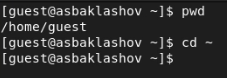 [guest@asbaklashov ~]$ pwd
/home/guest
[guest@asbaklashov ~]$ cd ~
[guest@asbaklashov ~]$